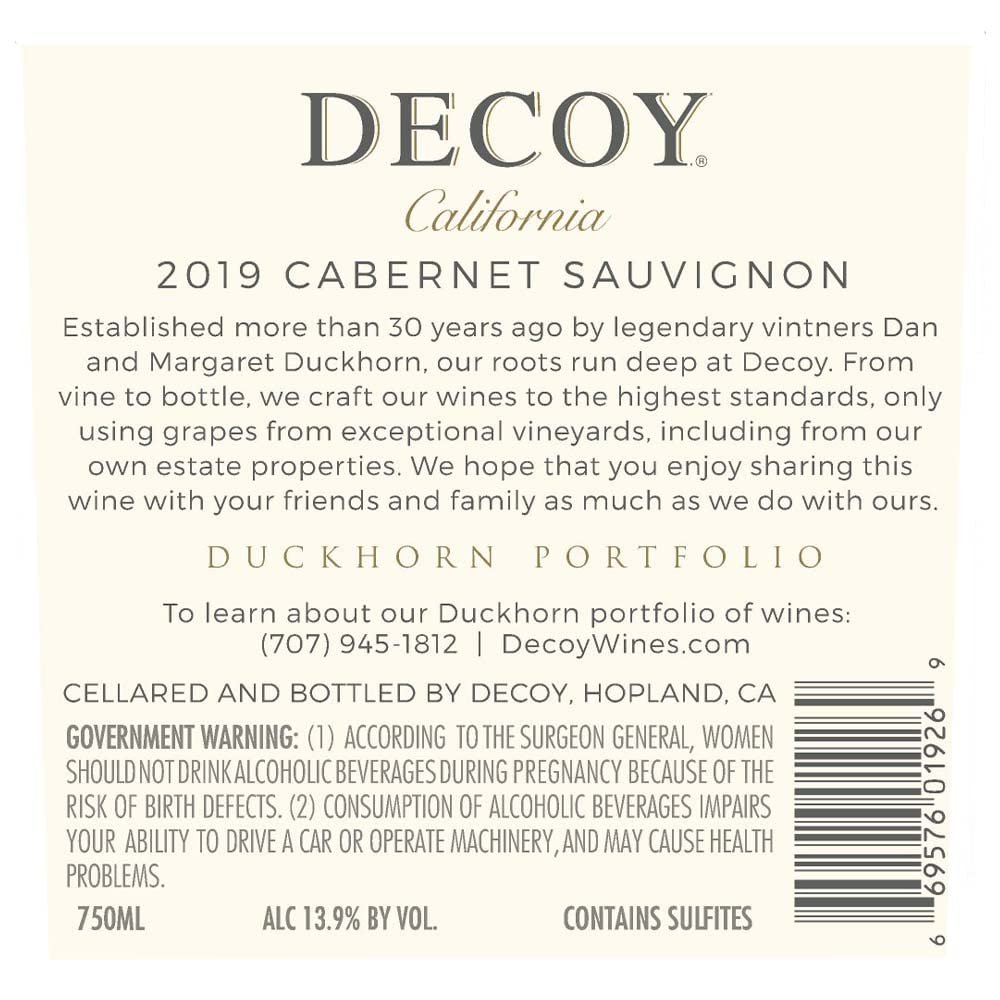 DECOY®
California
2019 CABERNET SAUVIGNON
Established more than 30 years ago by legendary vintners Dan
and Margaret Duckhorn, our roots run deep at Decoy. From
vine to bottle, we craft our wines to the highest standards, only
using grapes from exceptional vineyards, including from our
own estate properties. We hope that you enjoy sharing this
wine with your friends and family as much as we do with ours.
DUCKHORN PORTFOLIO
To learn about our Duckhorn portfolio of wines:
(707) 945-1812 | DecoyWines.com
CELLARED AND BOTTLED BY DECOY, HOPLAND, CA
GOVERNMENT WARNING: (1) ACCORDING TO THE SURGEON GENERAL, WOMEN
SHOULD NOT DRINK ALCOHOLIC BEVERAGES DURING PREGNANCY BECAUSE OF THE
RISK OF BIRTH DEFECTS. (2) CONSUMPTION OF ALCOHOLIC BEVERAGES IMPAIRS
YOUR ABILITY TO DRIVE A CAR OR OPERATE MACHINERY, AND MAY CAUSE HEALTH
PROBLEMS.
750ML ALC 13.9% BY VOL. CONTAINS SULFITES
6 69576 01926 9